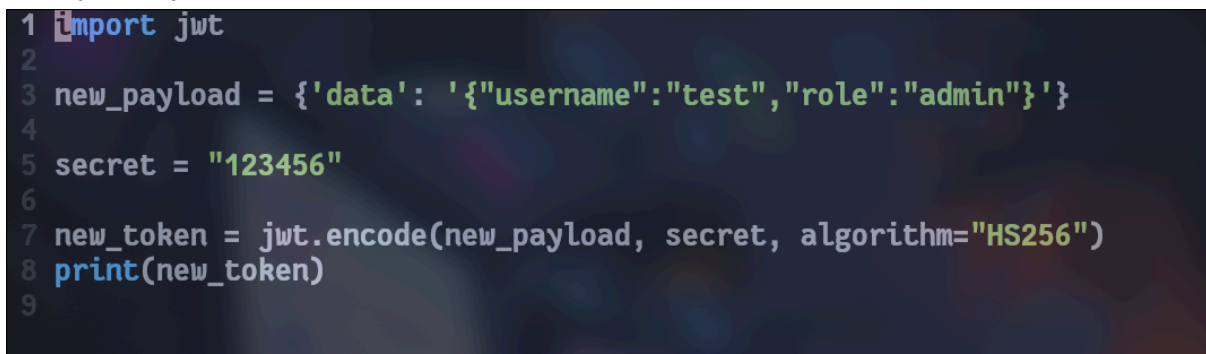 1 import jwt
2
3 new_payload = {'data': '{"username":"test","role":"admin"}'}
4
5 secret = "123456"
6
7 new_token = jwt.encode(new_payload, secret, algorithm="HS256")
8 print(new_token)
9